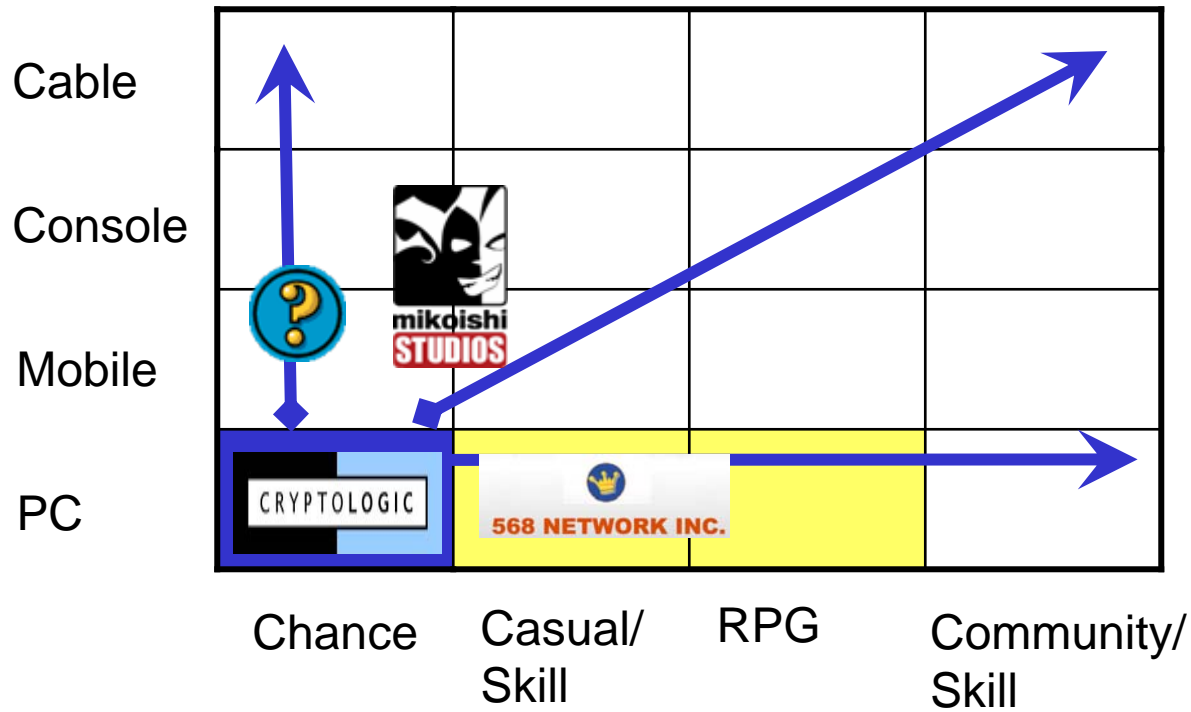 Cable
Console
?
mikoishi
STUDIOS
Mobile
PC
CRYPTOLOGIC
568 NETWORK INC.
Chance
Casual/
Skill
RPG
Community/
Skill